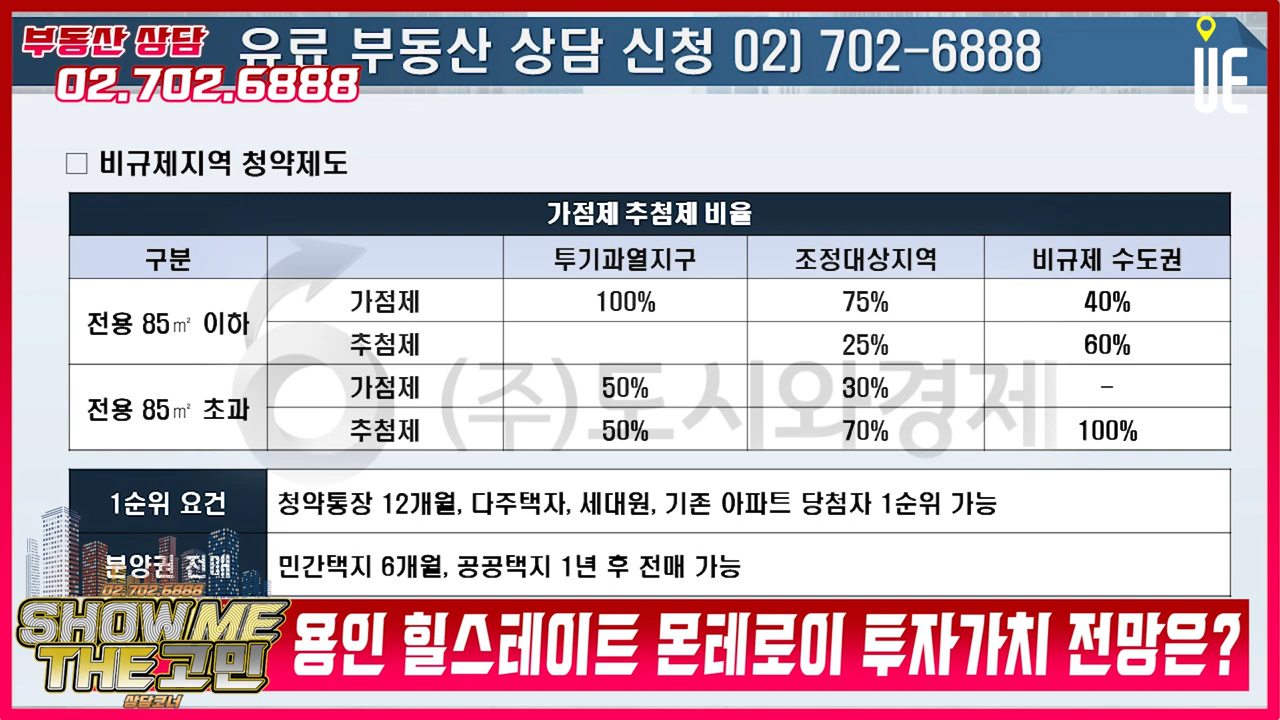 부동산 상담
02.702.6888
유료 부동산 상담 신청 02) 702-6888
UE
□ 비규제지역 청약제도
가점제 추첨제 비율
구분 투기과열지구 조정대상지역 비규제 수도권
전용 85㎡ 이하 가점제 100% 75% 40%
추첨제 25% 60%
전용 85㎡ 초과 가점제 50% 30% -
추첨제 50% 70% 100%
(주)도시와경제
1순위 요건 청약통장 12개월, 다주택자, 세대원, 기존 아파트 당첨자 1순위 가능
분양권 전매 민간택지 6개월, 공공택지 1년 후 전매 가능
02.702.6888
SHOW ME
THE 고민
상담코너
용인 힐스테이트 몬테로이 투자가치 전망은?